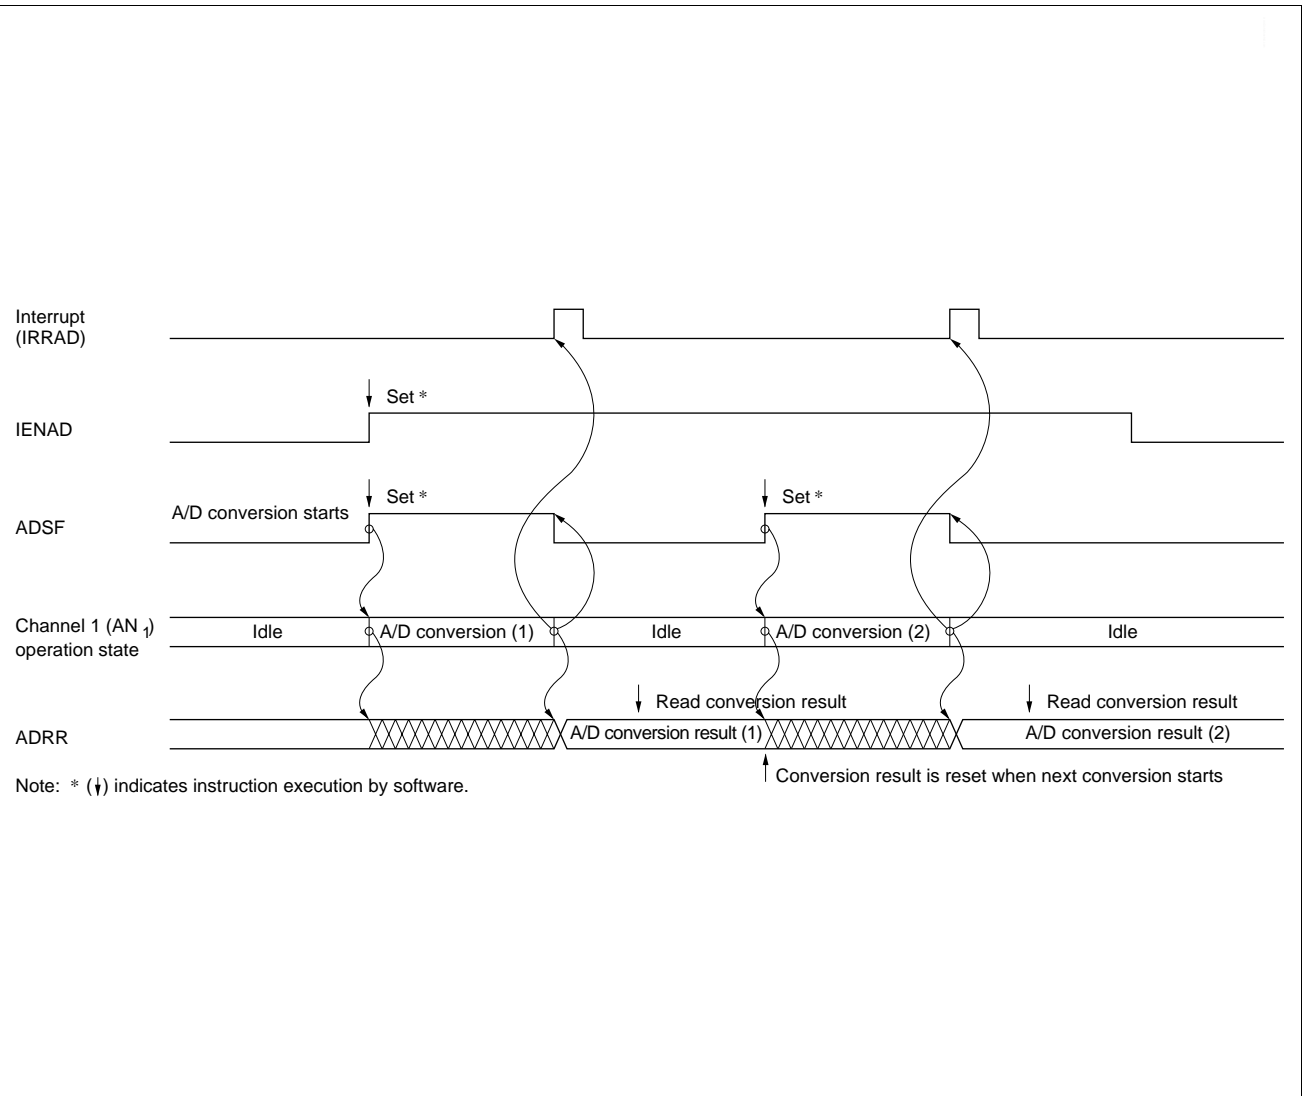 Interrupt
(IRRAD)
Set *
IENAD
Set *
Set *
A/D conversion starts
ADSF
Channel 1 (AN 1)
operation state
Idle
A/D conversion (1)
Idle
A/D conversion (2)
Idle
Read conversion result
Read conversion result
ADRR
A/D conversion result (1)
A/D conversion result (2)
Conversion result is reset when next conversion starts
Note: * (↓) indicates instruction execution by software.